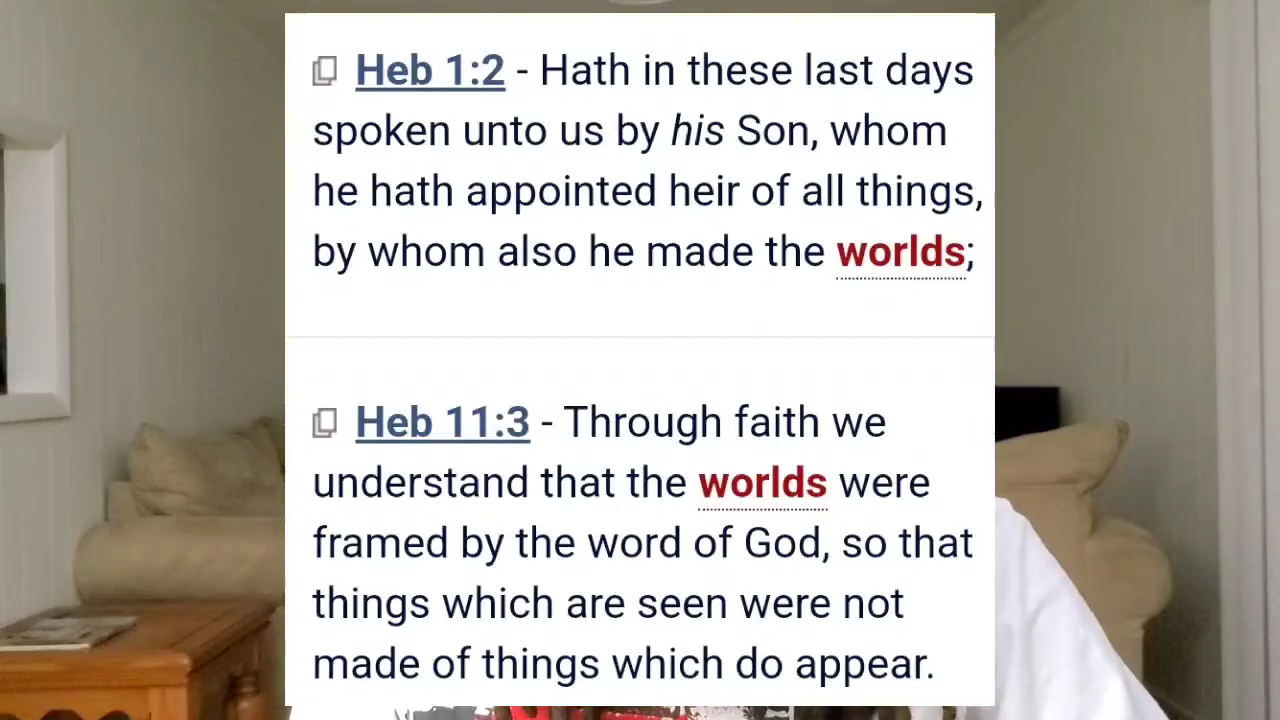 Heb 1:2 - Hath in these last days
spoken unto us by his Son, whom
he hath appointed heir of all things,
by whom also he made the worlds;
Heb 11:3 - Through faith we
understand that the worlds were
framed by the word of God, so that
things which are seen were not
made of things which do appear.